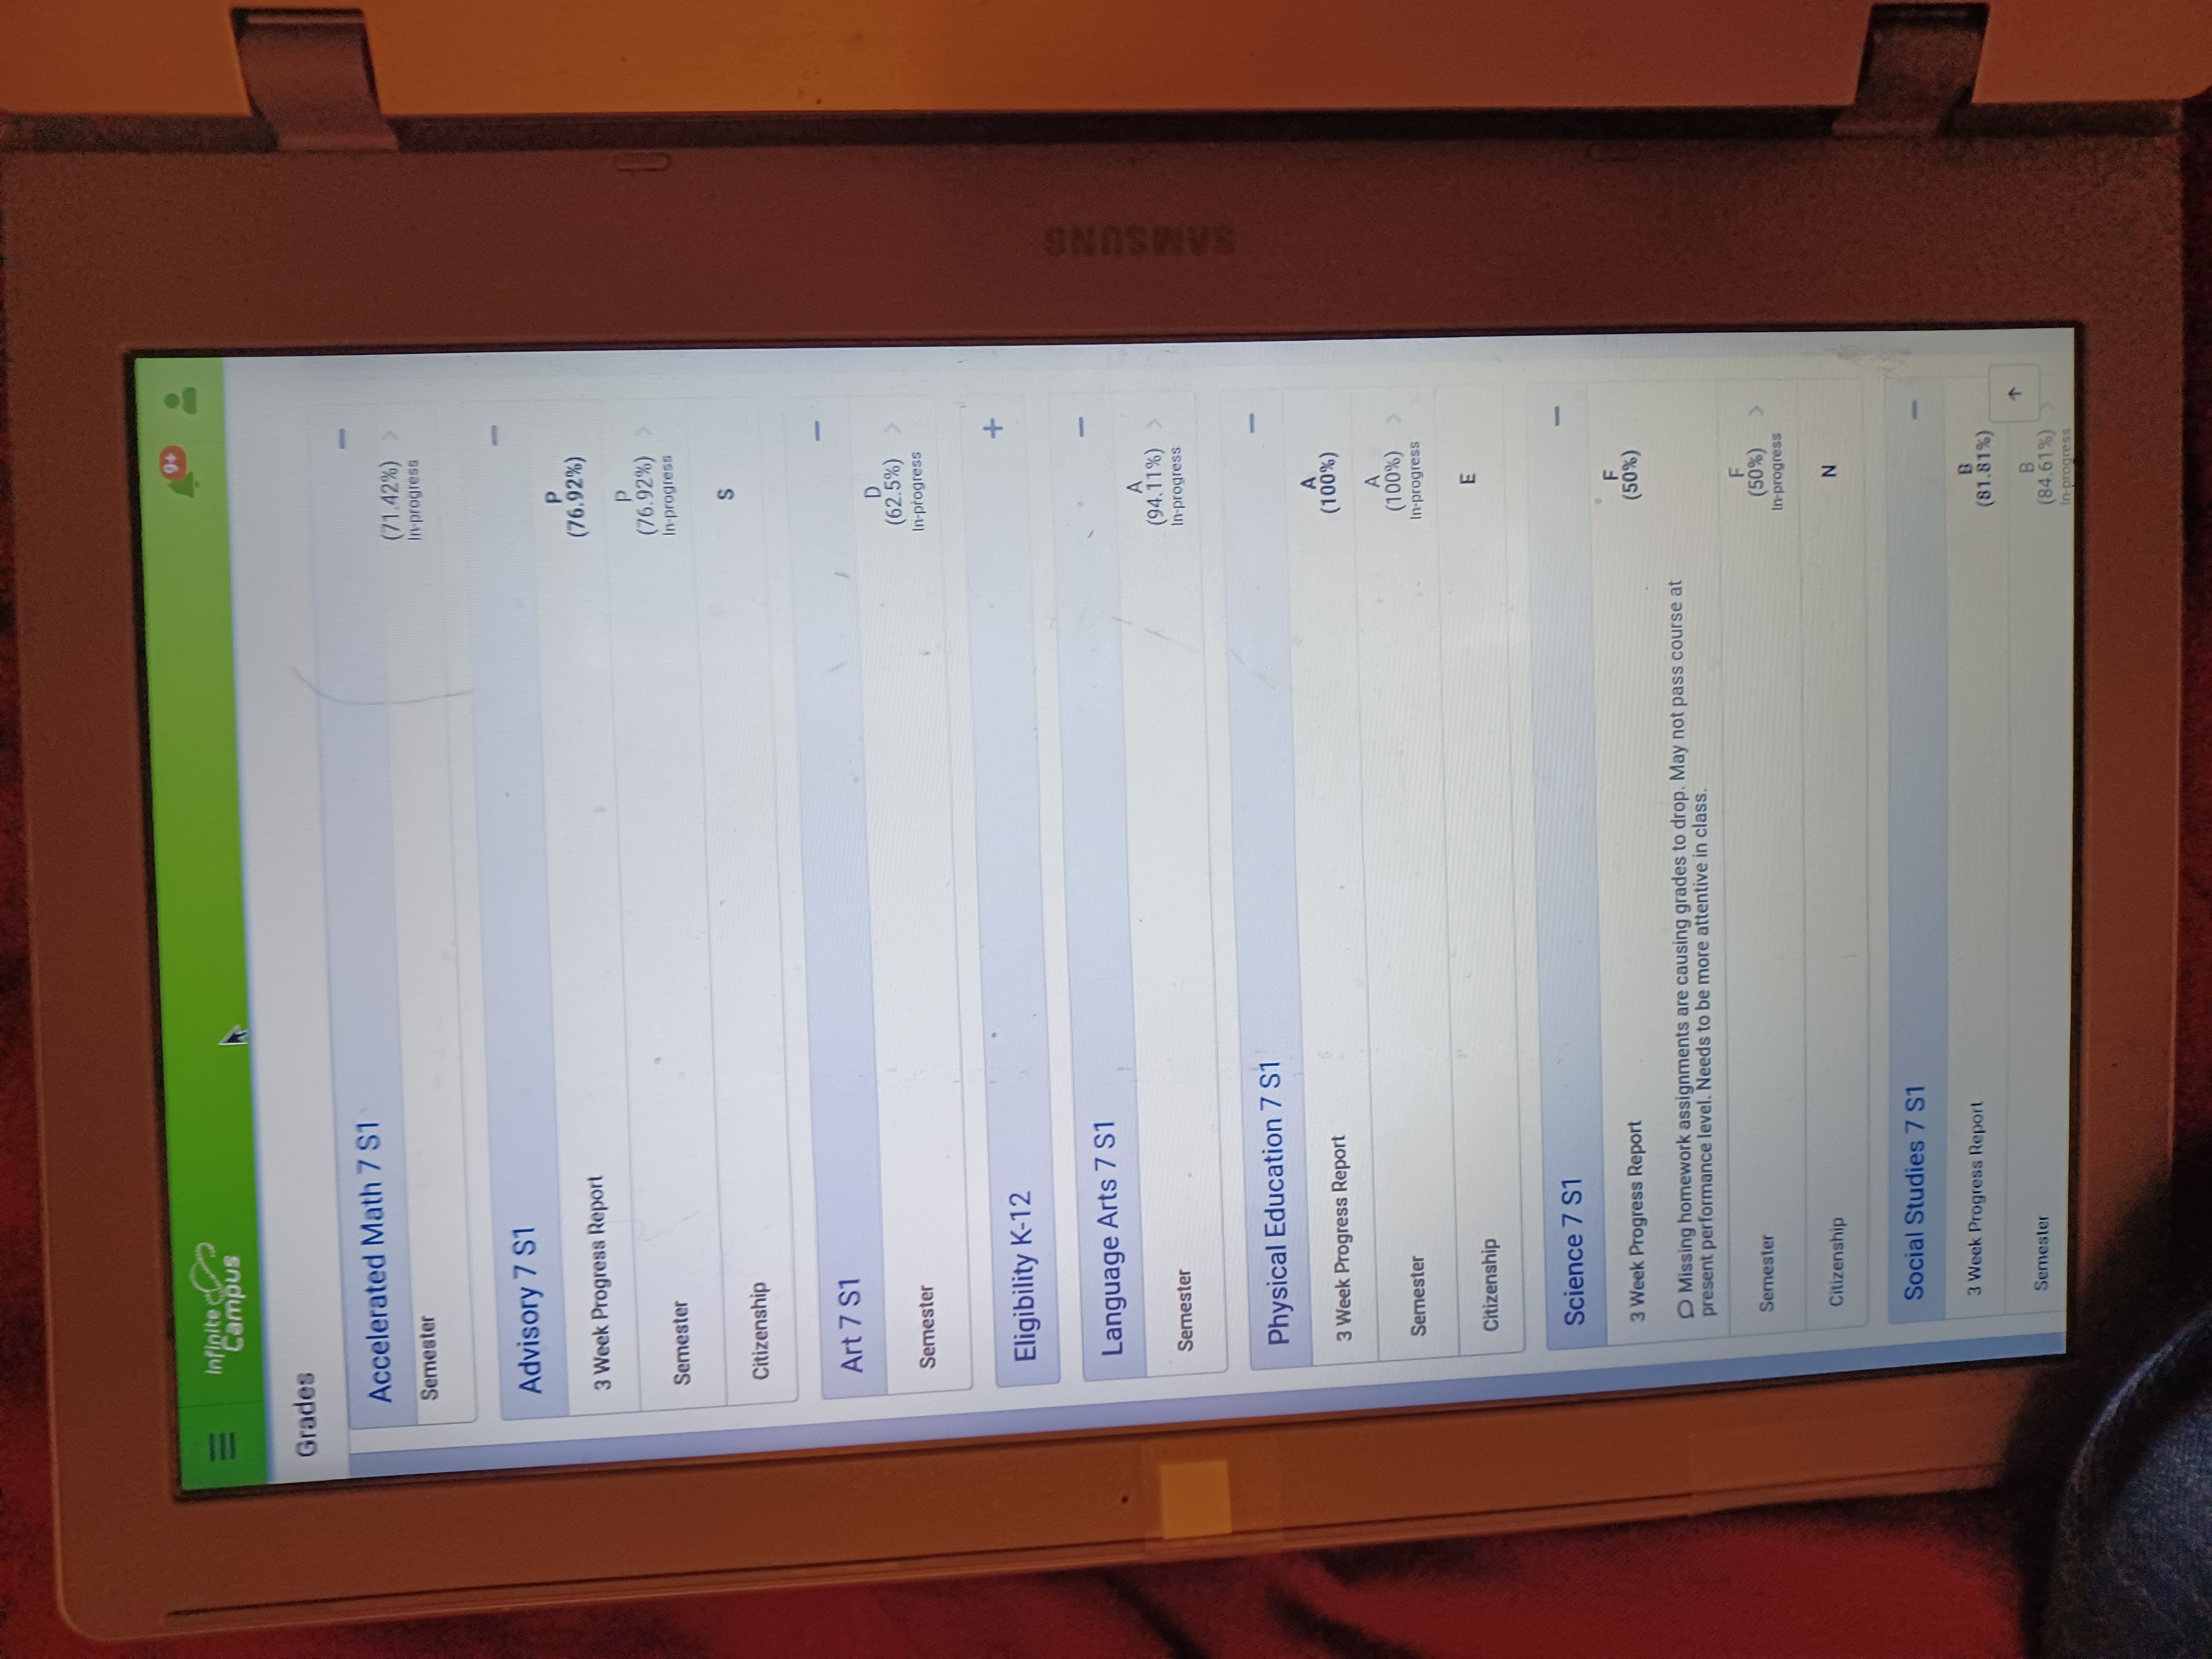 Infinite
Campus
9+
Grades
Accelerated Math 7 S1
Semester
(71.42%)
In-progress
Advisory 7 S1
3 Week Progress Report
P
(76.92%)
Semester
P
(76.92%)
In-progress
Citizenship
S
Art 7 S1
Semester
D
(62.5%)
In-progress
Eligibility K-12
Language Arts 7 S1
Semester
A
(94.11%)
In-progress
Physical Education 7 S1
3 Week Progress Report
A
(100%)
Semester
A
(100%)
In-progress
Citizenship
E
Science 7 S1
3 Week Progress Report
F
(50%)
Missing homework assignments are causing grades to drop. May not pass course at
present performance level. Needs to be more attentive in class.
Semester
F
(50%)
In-progress
Citizenship
N
Social Studies 7 S1
3 Week Progress Report
B
(81.81%)
Semester
B
(84.61%)
In-progress
SAMSUNG